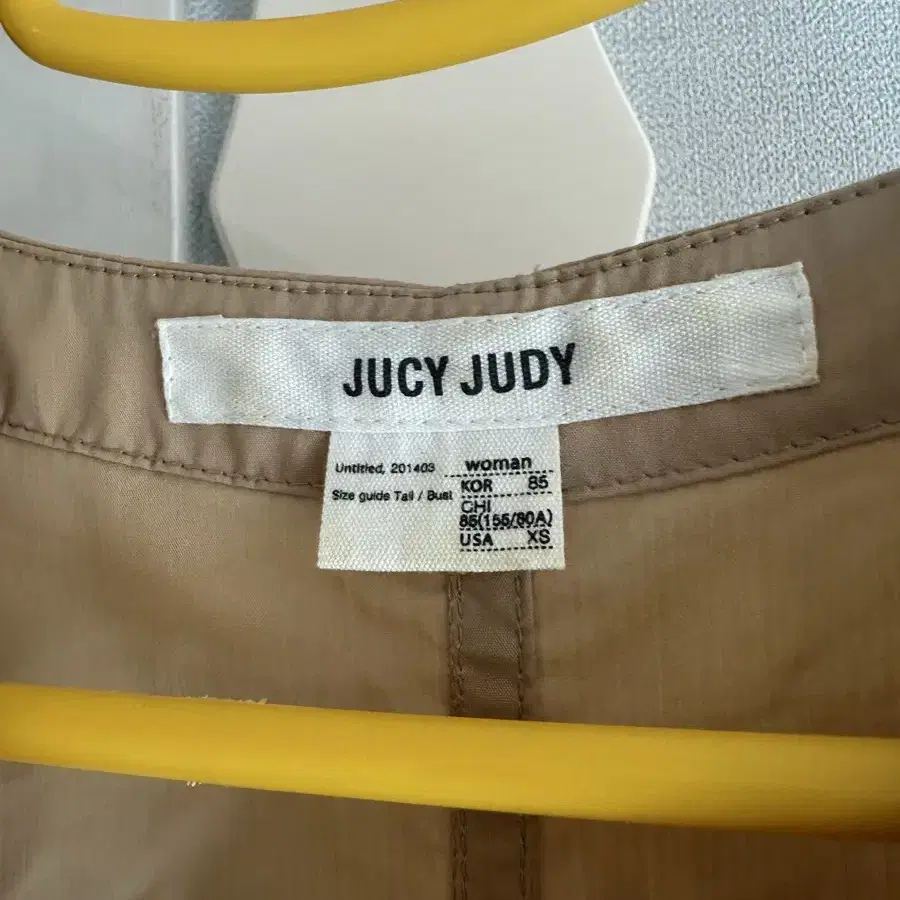 JUCY JUDY
Untitled, 201403
Size guide Tall / Bust
woman
KOR 85
CHI
85(155/80A)
USA XS